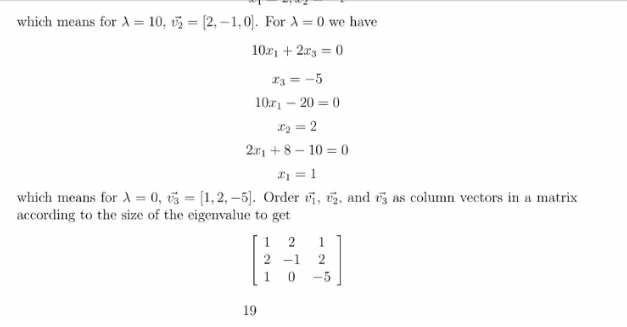 which means for λ = 10, v⃗₂ = [2, −1, 0]. For λ = 0 we have
10x₁ + 2x₃ = 0
x₃ = −5
10x₁ − 20 = 0
x₂ = 2
2x₁ + 8 − 10 = 0
x₁ = 1
which means for λ = 0, v⃗₃ = [1, 2, −5]. Order v⃗₁, v⃗₂, and v⃗₃ as column vectors in a matrix
according to the size of the eigenvalue to get
1 2 1
2 −1 2
1 0 −5
19